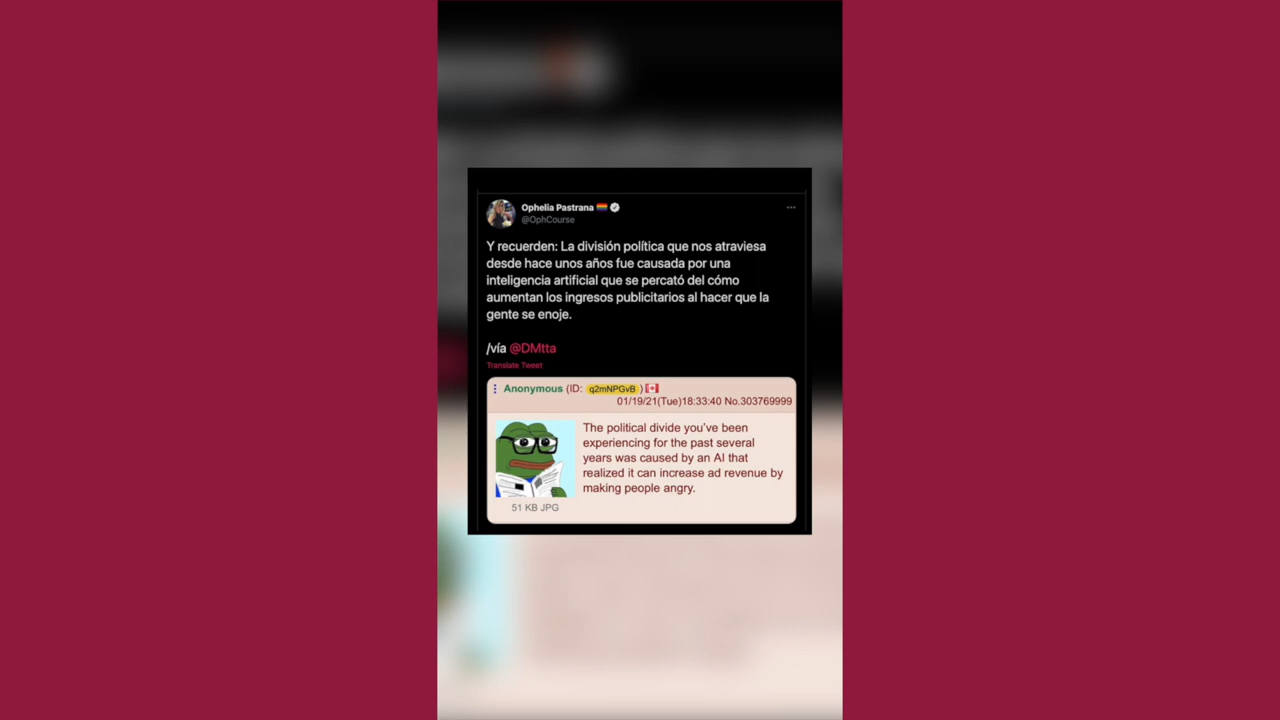 Ophelia Pastrana 🏳️‍🌈
@OphCourse
Y recuerden: La división política que nos atraviesa
desde hace unos años fue causada por una
inteligencia artificial que se percató del cómo
aumentan los ingresos publicitarios al hacer que la
gente se enoje.
/vía @DMtta
Translate Tweet
Anonymous (ID: q2mNPGvB)
01/19/21(Tue)18:33:40 No.303769999
The political divide you've been
experiencing for the past several
years was caused by an AI that
realized it can increase ad revenue by
making people angry.
51 KB JPG